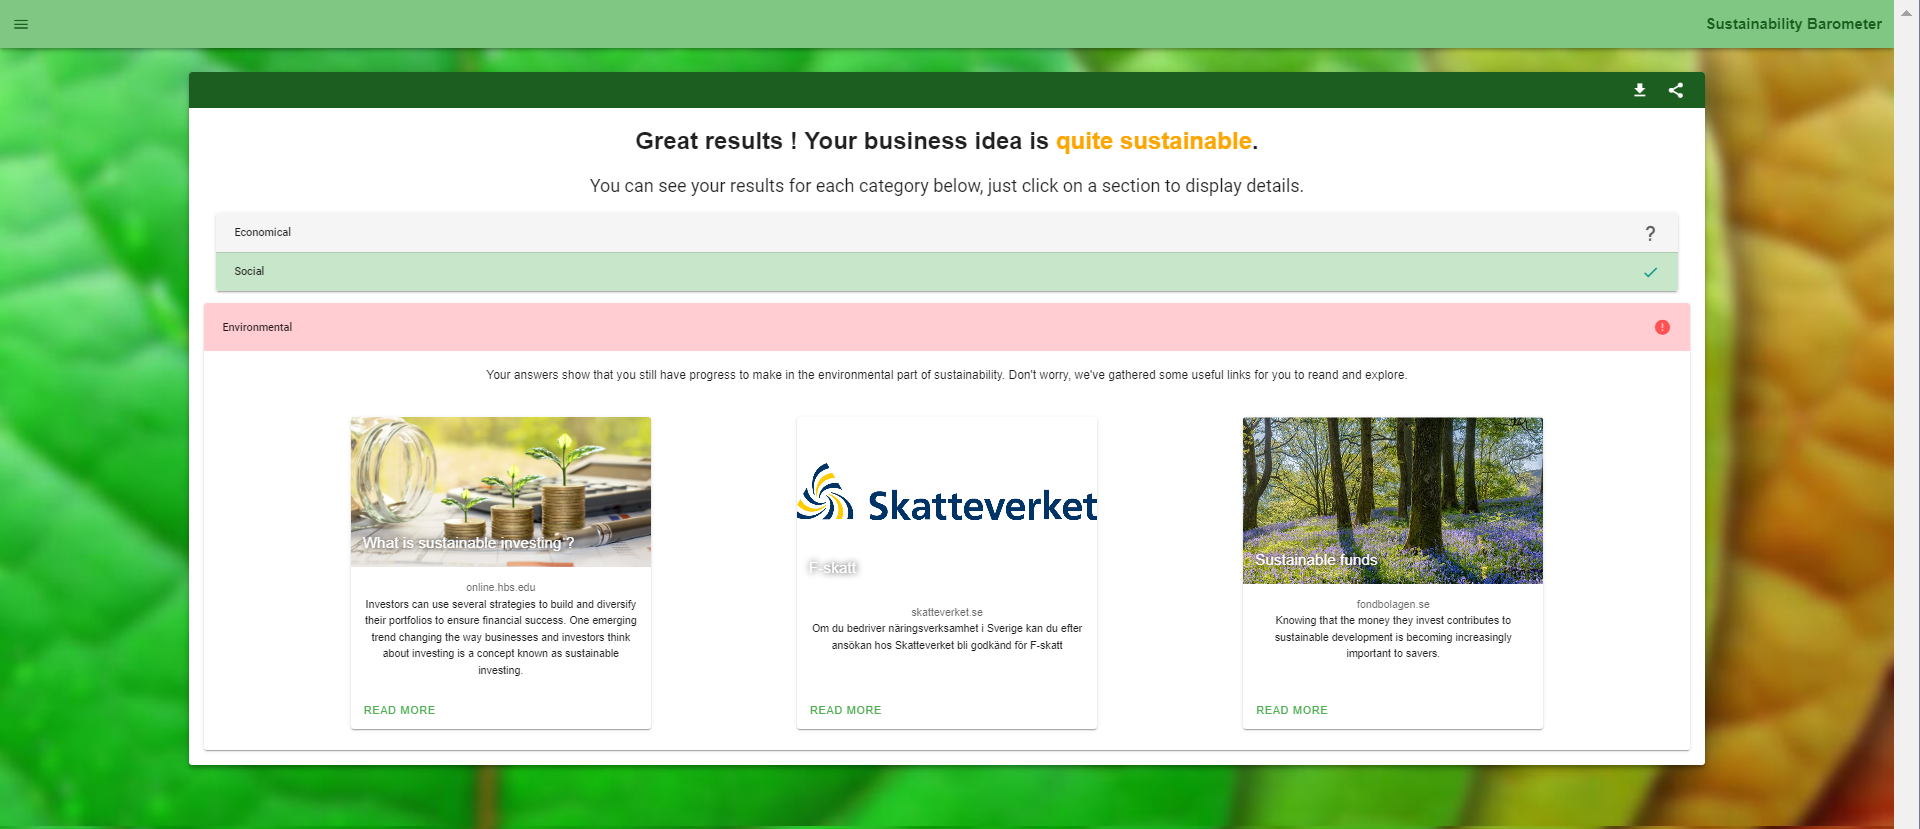 Sustainability Barometer
Great results ! Your business idea is quite sustainable.
You can see your results for each category below, just click on a section to display details.
Economical
?
Social
Environmental
Your answers show that you still have progress to make in the environmental part of sustainability. Don't worry, we've gathered some useful links for you to reand and explore.
What is sustainable investing ?
online.hbs.edu
Investors can use several strategies to build and diversify
their portfolios to ensure financial success. One emerging
trend changing the way businesses and investors think
about investing is a concept known as sustainable
investing.
READ MORE
Skatteverket
F-skatt
skatteverket.se
Om du bedriver näringsverksamhet i Sverige kan du efter
ansökan hos Skatteverket bli godkänd för F-skatt
READ MORE
Sustainable funds
fondbolagen.se
Knowing that the money they invest contributes to
sustainable development is becoming increasingly
important to savers.
READ MORE